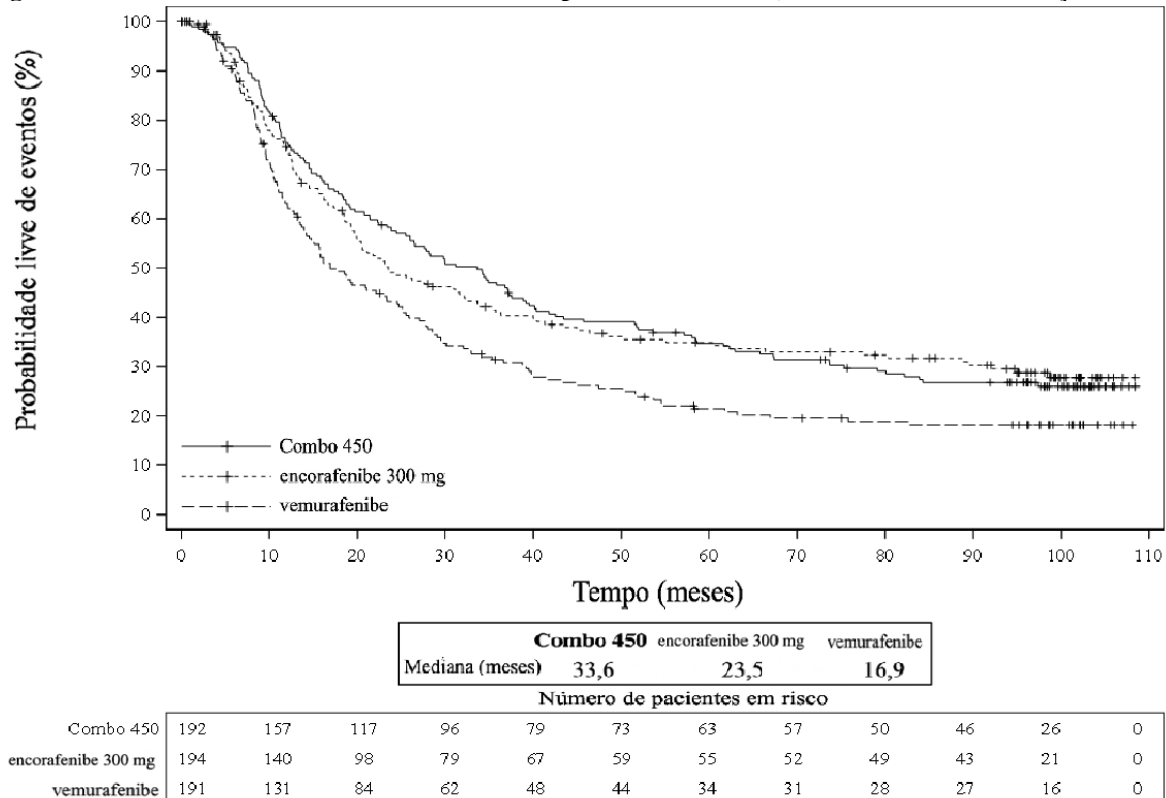 Probabilidade livve de eventos (%)
100
90
80
70
60
50
40
30
20
10
0
Combo 450
encorafenibe 300 mg
vemurafenibe
0 10 20 30 40 50 60 70 80 90 100 110
Tempo (meses)
Combo 450 encorafenibe 300 mg vemurafenibe
Mediana (meses) 33,6 23,5 16,9
Número de pacientes em risco
Combo 450 192 157 117 96 79 73 63 57 50 46 26 0
encorafenibe 300 mg 194 140 98 79 67 59 55 52 49 43 21 0
vemurafenibe 191 131 84 62 48 44 34 31 28 27 16 0